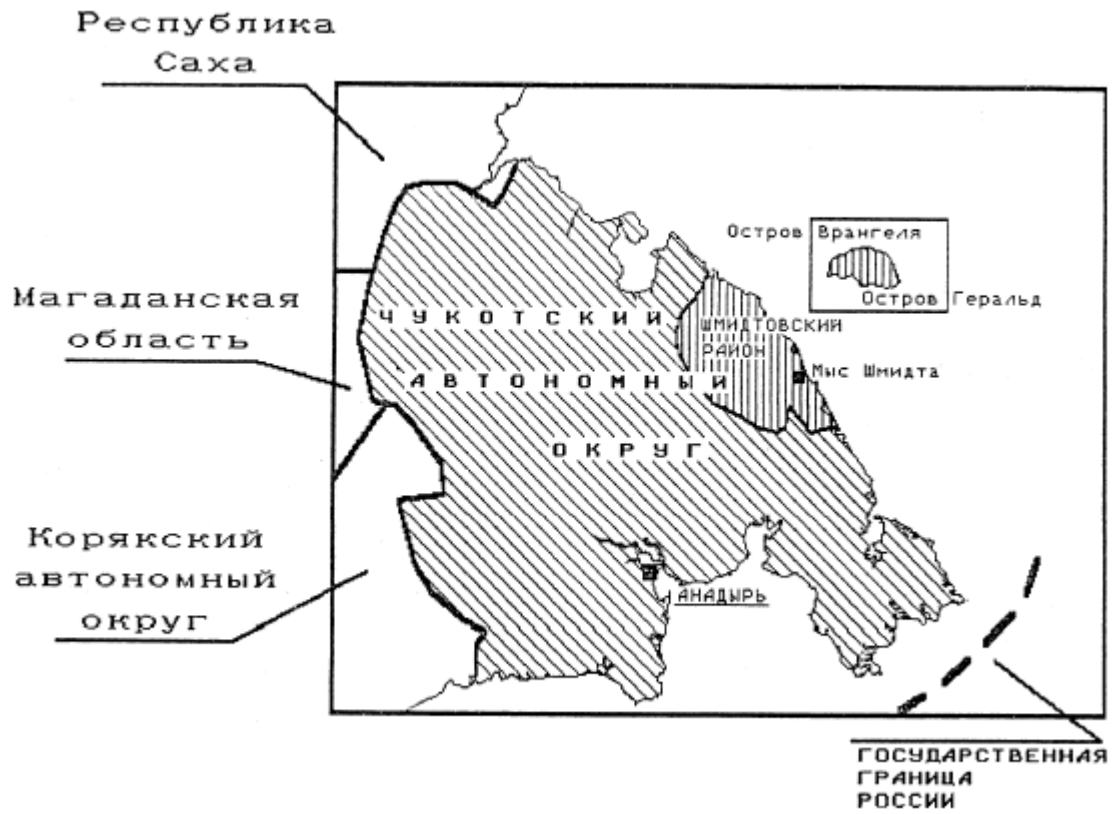 Республика
Саха
Остров Врангеля
Остров Геральд
Магаданская
область
ЧУКОТСКИЙ
ШМИДТОВСКИЙ
РАЙОН
Мыс Шмидта
АВТОНОМНЫЙ
ОКРУГ
Корякский
автономный
округ
АНАДЫРЬ
ГОСУДАРСТВЕННАЯ
ГРАНИЦА
РОССИИ